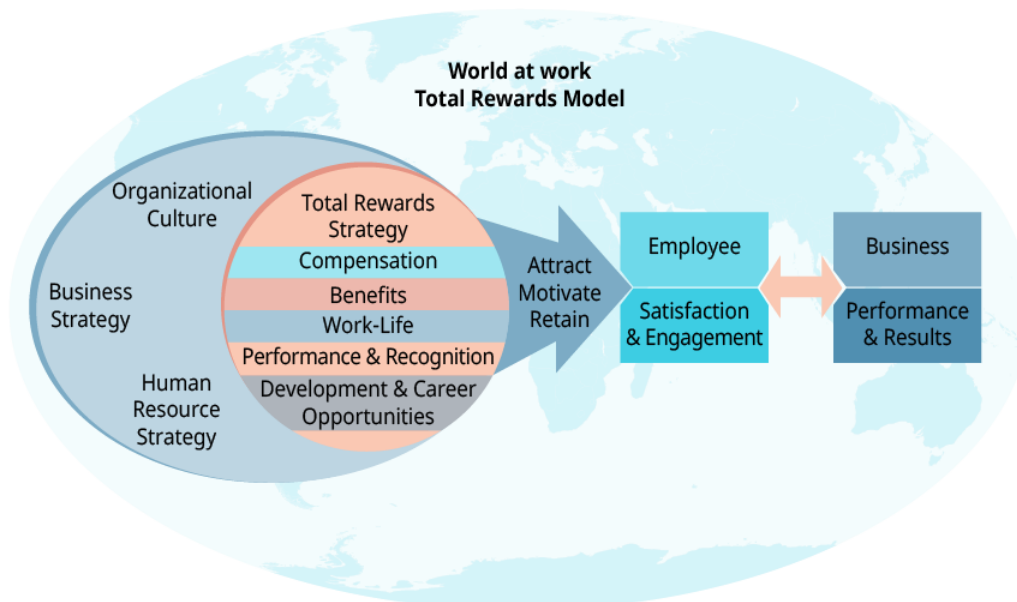 World at work
Total Rewards Model
Organizational
Culture
Business
Strategy
Human
Resource
Strategy
Total Rewards
Strategy
Compensation
Benefits
Work-Life
Performance & Recognition
Development & Career
Opportunities
Attract
Motivate
Retain
Employee
Satisfaction
& Engagement
Business
Performance
& Results